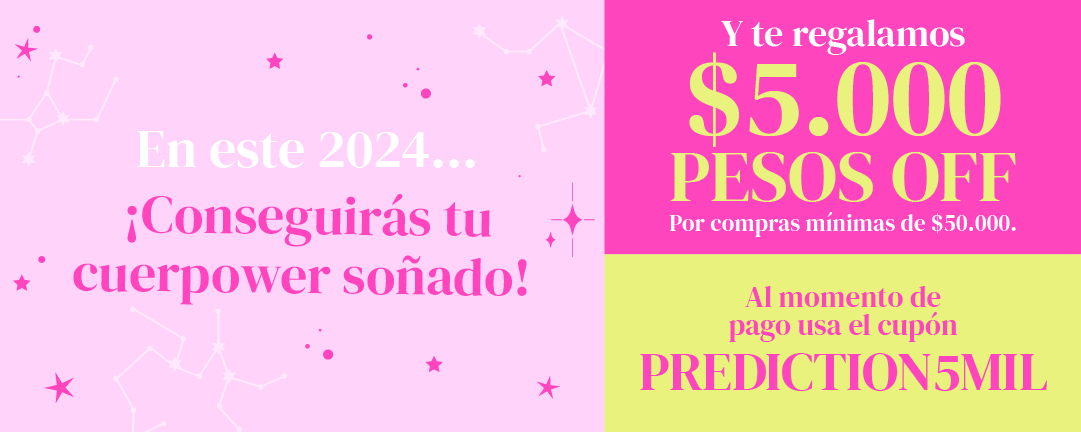 En este 2024...
¡Conseguirás tu
cuerpower soñado!
Y te regalamos
$5.000
PESOS OFF
Por compras mínimas de $50.000.
Al momento de
pago usa el cupón
PREDICTION5MIL